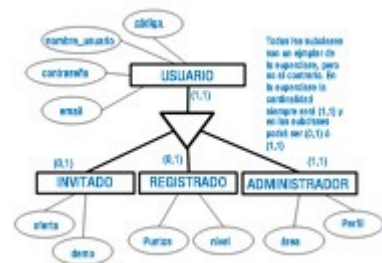 código
nombre_usuario
contraseña
email
USUARIO
(1,1)
Todas las subclases
son un ejemplar de
la superclase, pero
no al contrario. En
la superclase la
cardinalidad
siempre será (1,1) y
en las subclases
podrá ser (0,1) ó
(1,1)
(0,1)
(0,1)
(1,1)
INVITADO
REGISTRADO
ADMINISTRADOR
oferta
demo
Puntos
nivel
área
Perfil